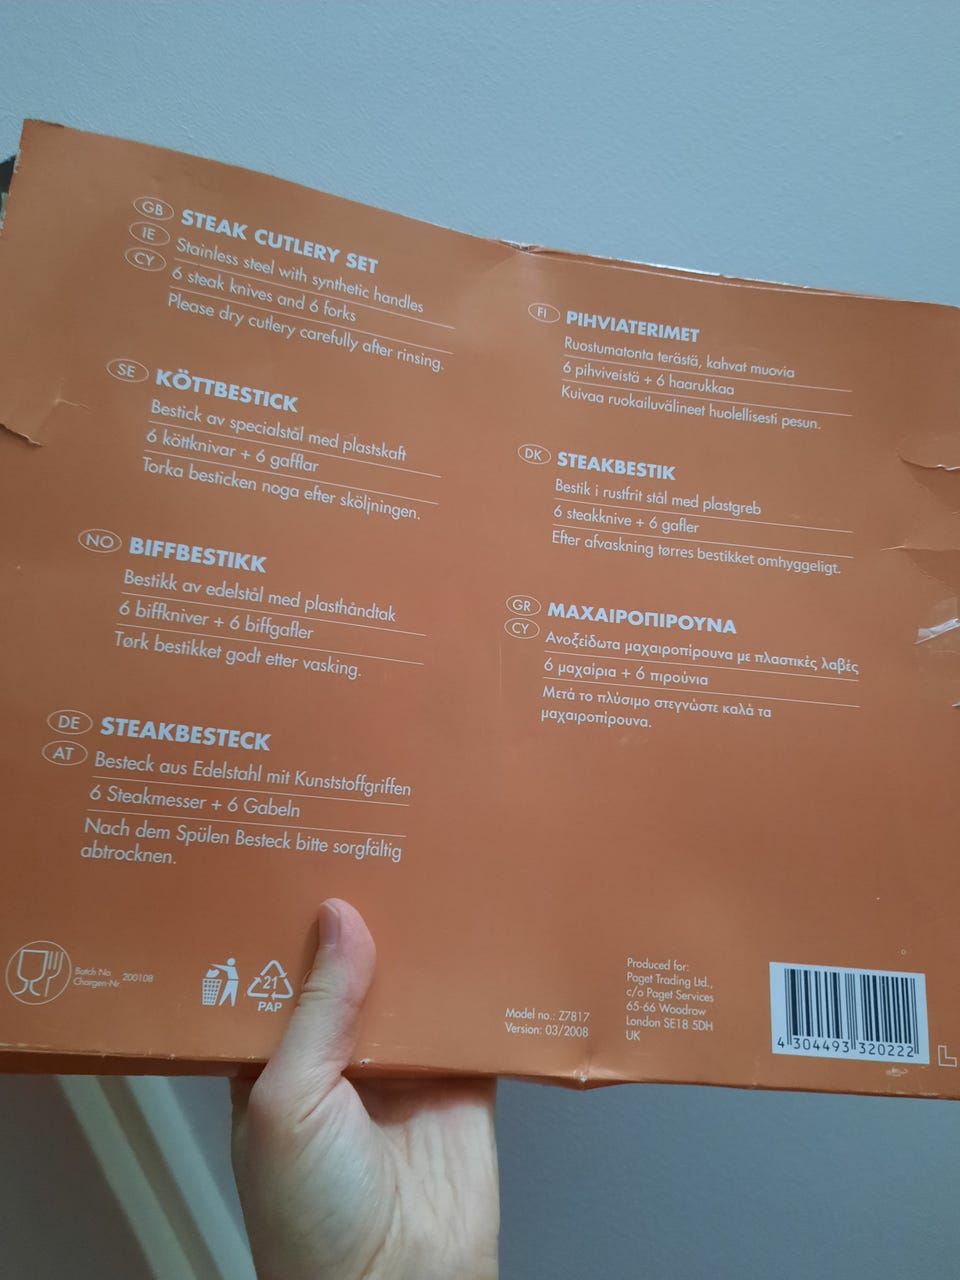 GB
IE
CY
STEAK CUTLERY SET
Stainless steel with synthetic handles
6 steak knives and 6 forks
Please dry cutlery carefully after rinsing.
SE
KÖTTBESTICK
Bestick av specialstål med plastskaft
6 köttknivar + 6 gafflar
Torka besticken noga efter sköljningen.
NO
BIFFBESTIKK
Bestikk av edelstål med plasthåndtak
6 biffkniver + 6 biffgafler
Tørk bestikket godt etter vasking.
DE
AT
STEAKBESTECK
Besteck aus Edelstahl mit Kunststoffgriffen
6 Steakmesser + 6 Gabeln
Nach dem Spülen Besteck bitte sorgfältig
abtrocknen.
FI
PIHVIATERIMET
Ruostumatonta terästä, kahvat muovia
6 pihviveistä + 6 haarukkaa
Kuivaa ruokailuvälineet huolellisesti pesun.
DK
STEAKBESTIK
Bestik i rustfrit stål med plastgreb
6 steakknive + 6 gafler
Efter afvaskning tørres bestikket omhyggeligt.
GR
CY
ΜΑΧΑΙΡΟΠΙΡΟΥΝΑ
Ανοξείδωτα μαχαιροπίρουνα με πλαστικές λαβές
6 μαχαίρια + 6 πιρούνια
Μετά το πλύσιμο στεγνώστε καλά τα
μαχαιροπίρουνα.
Batch No.
Chargen-Nr
200108
21
PAP
Model no.: Z7817
Version: 03/2008
Produced for:
Paget Trading Ltd.,
c/o Paget Services
65-66 Woodrow
London SE18 5DH
UK
4 304493 320222